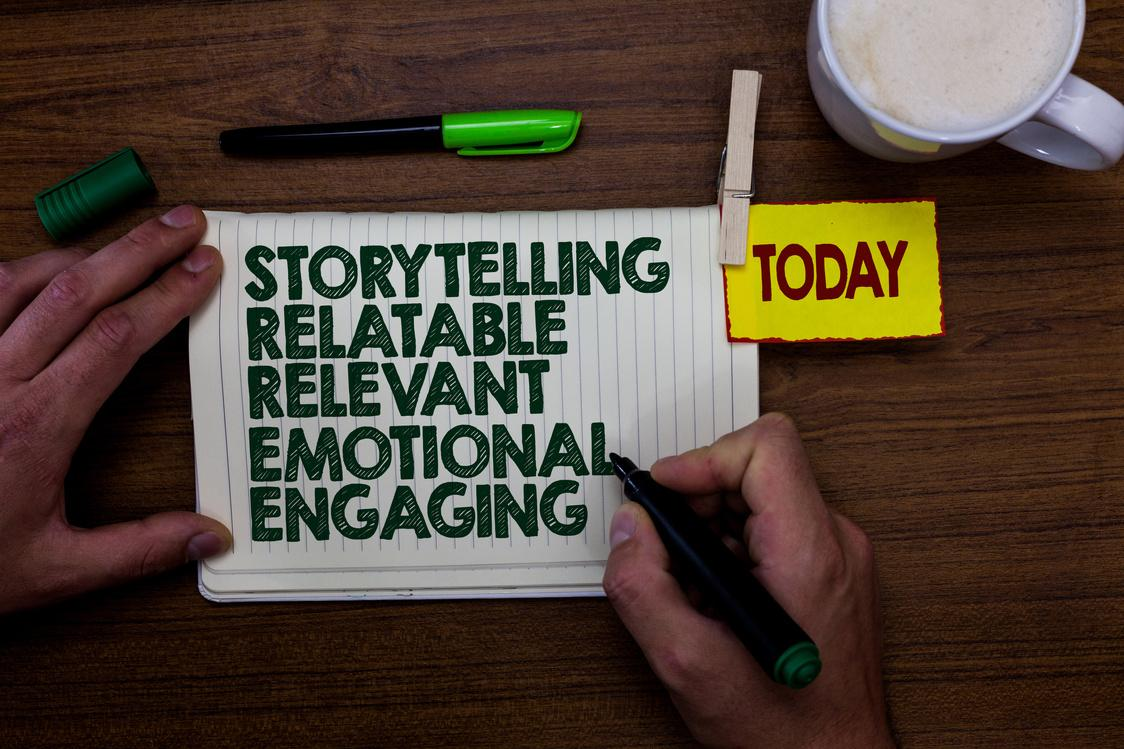 STORYTELLING
RELATABLE
RELEVANT
EMOTIONAL
ENGAGING
TODAY